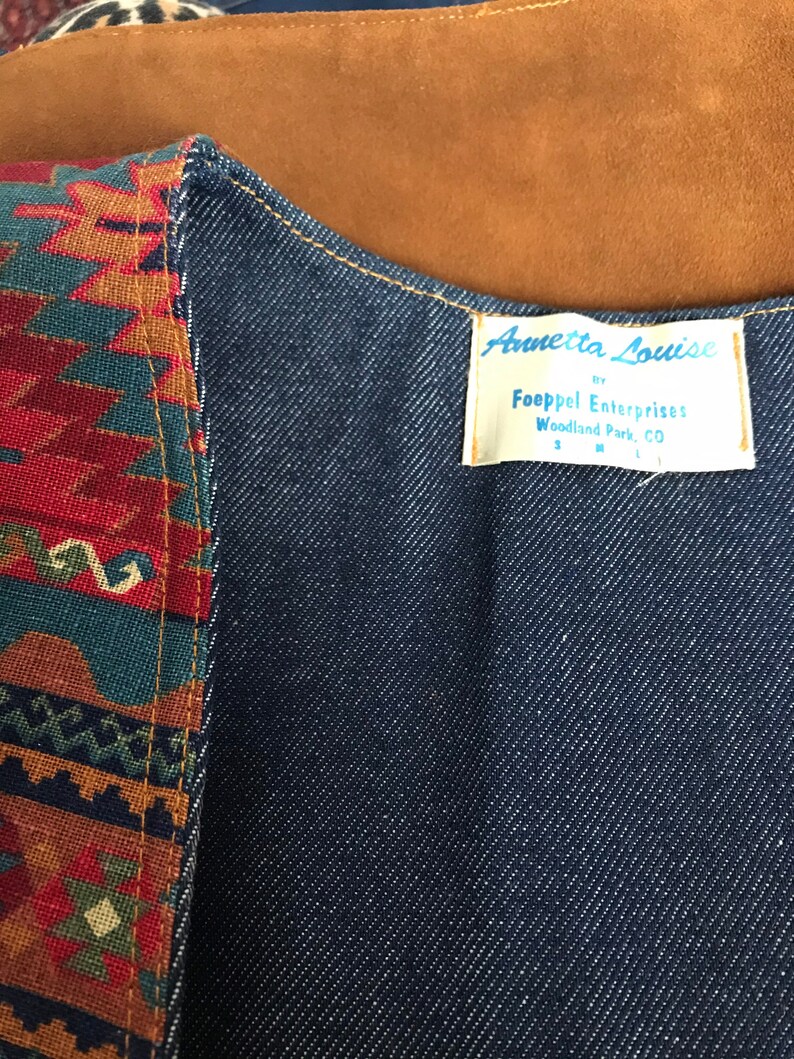 Annetta Louise
BY
Foeppel Enterprises
Woodland Park, CO
S M L